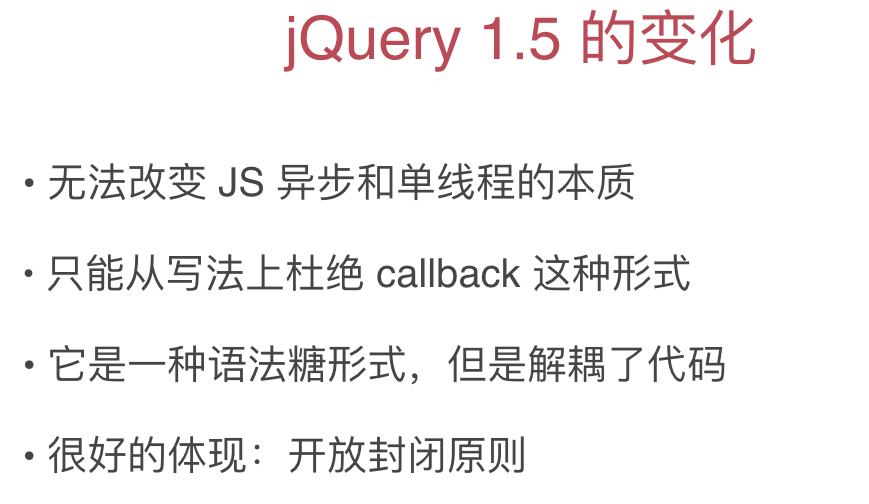 jQuery 1.5 的变化
• 无法改变 JS 异步和单线程的本质
• 只能从写法上杜绝 callback 这种形式
• 它是一种语法糖形式，但是解耦了代码
• 很好的体现：开放封闭原则